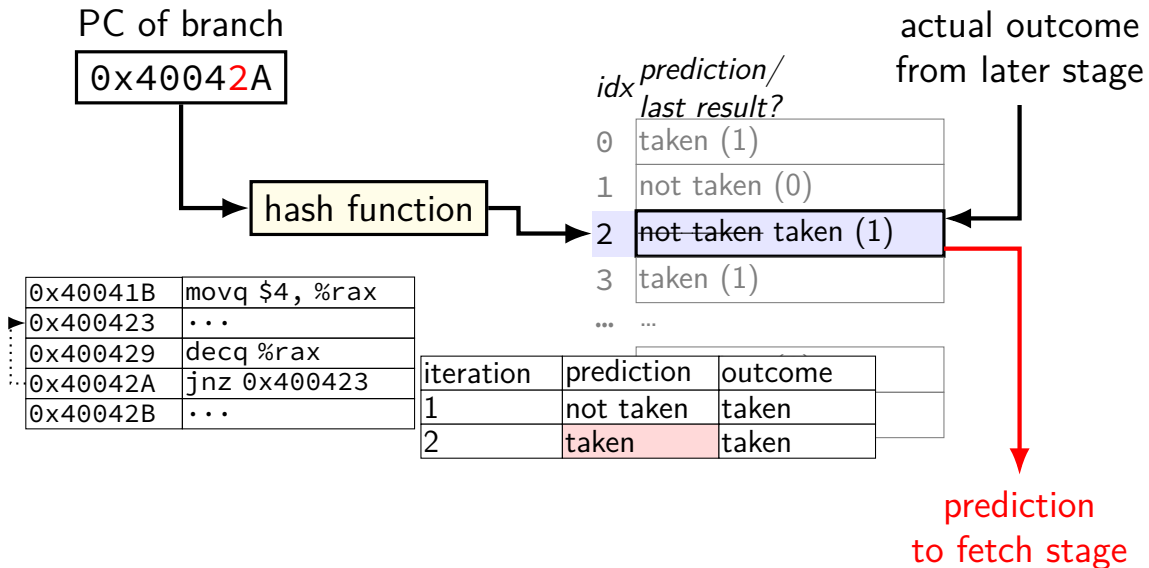 PC of branch
0x40042A
hash function
idx prediction/
last result?
0 taken (1)
1 not taken (0)
2 not taken taken (1)
3 taken (1)
… …
actual outcome
from later stage
0x40041B movq $4, %rax
0x400423 ...
0x400429 decq %rax
0x40042A jnz 0x400423
0x40042B ...
iteration prediction outcome
1 not taken taken
2 taken taken
prediction
to fetch stage